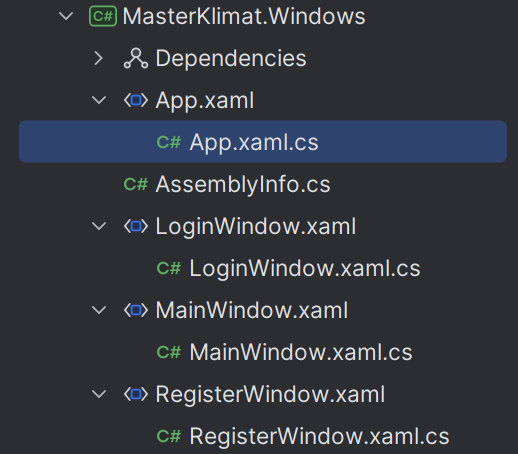 C# MasterKlimat.Windows
Dependencies
App.xaml
C# App.xaml.cs
C# AssemblyInfo.cs
LoginWindow.xaml
C# LoginWindow.xaml.cs
MainWindow.xaml
C# MainWindow.xaml.cs
RegisterWindow.xaml
C# RegisterWindow.xaml.cs